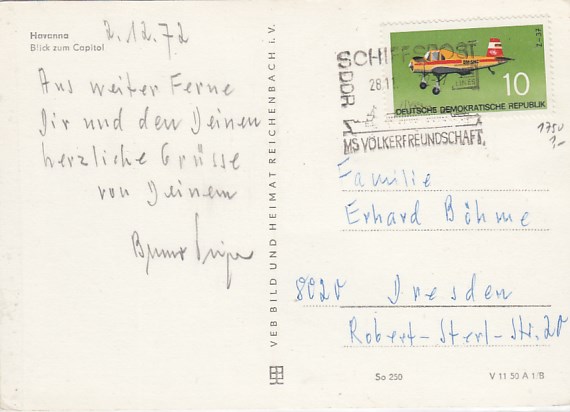 Havanna
Blick zum Capitol
2.12.72
Aus weiter Ferne
Dir und den Deinen
herzliche Grüsse
von Deinem
VEB BILD UND HEIMAT REICHENBACH i.V.
SCHIFFSPOST
DDR
MS VÖLKERFREUNDSCHAFT
10
DEUTSCHE DEMOKRATISCHE REPUBLIK
1750
1,-
Familie
Erhard Böhme
8020 Dresden
Robert-Sterl-Str. 20
So 250
V 11 50 A 1/B